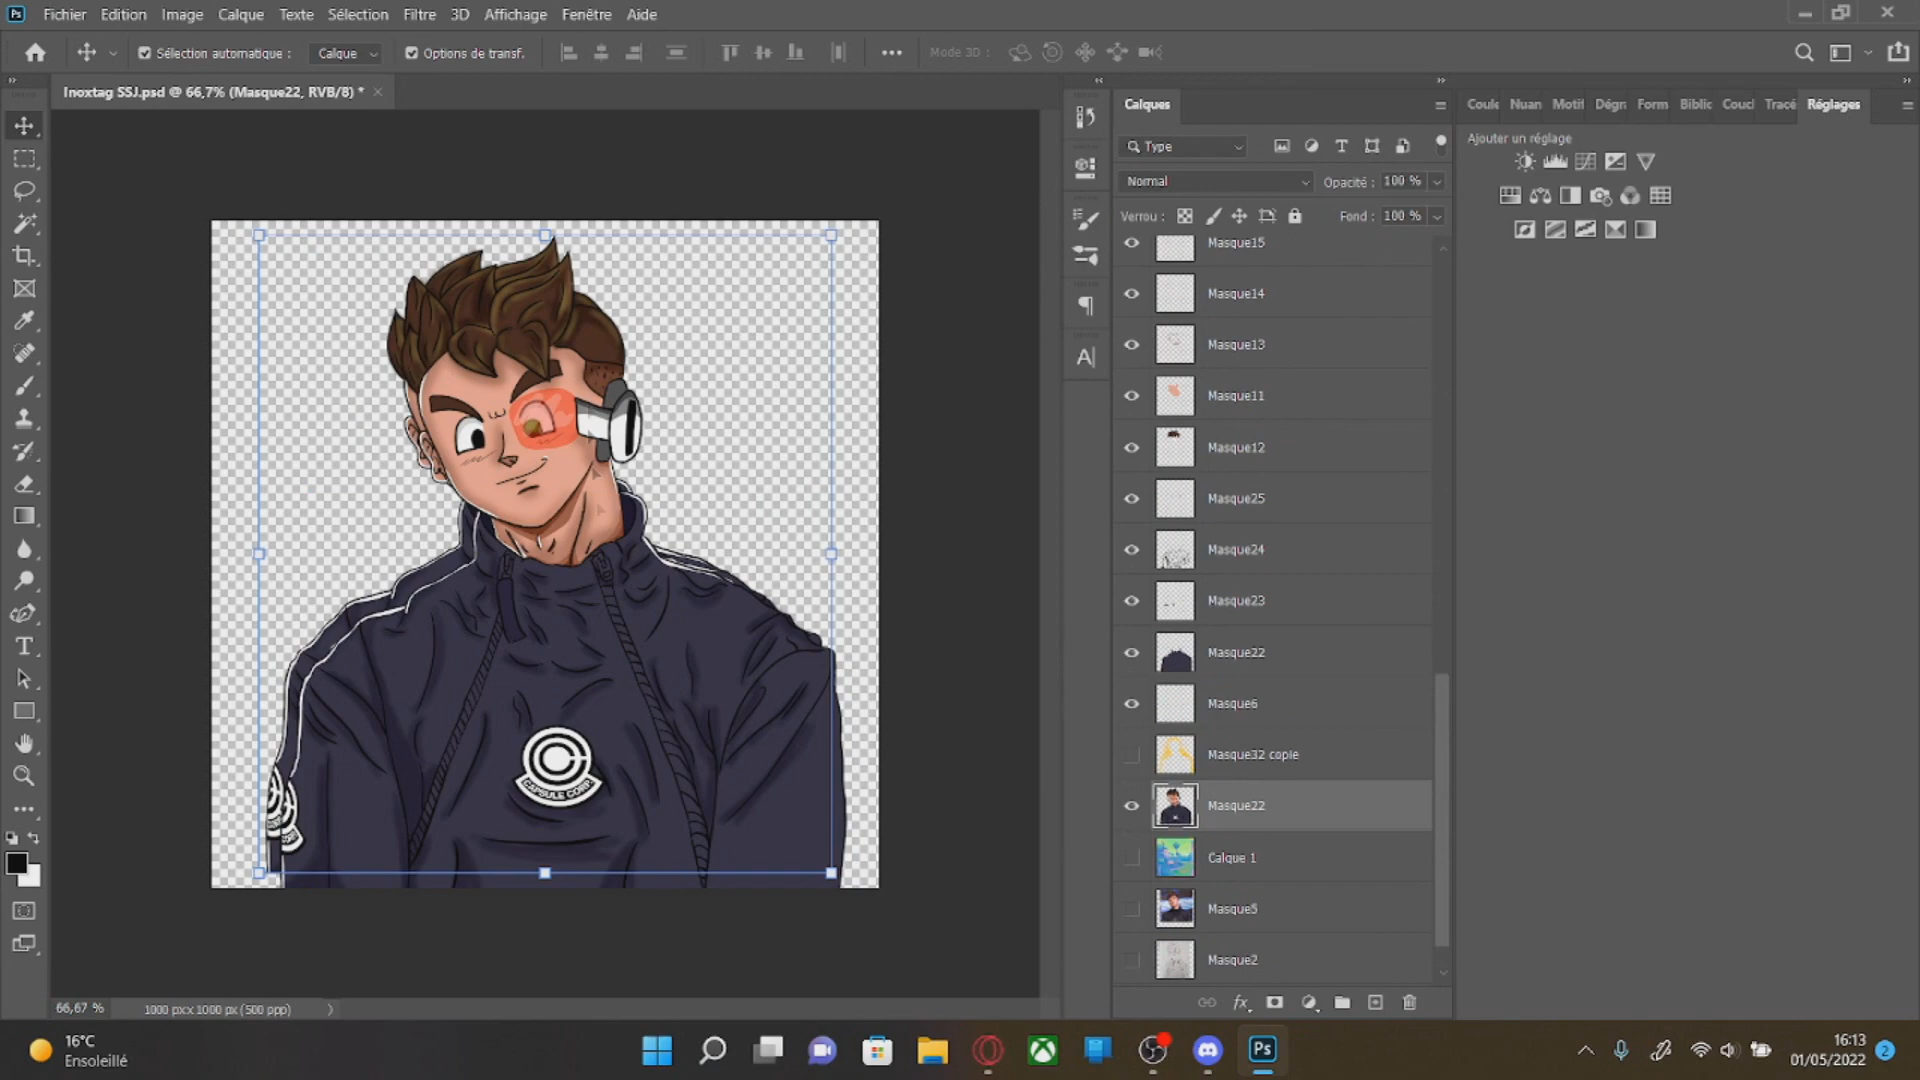 Ps Fichier Edition Image Calque Texte Sélection Filtre 3D Affichage Fenêtre Aide
Sélection automatique : Calque Options de transf. Mode 3D :
Inoxtag SSJ.psd @ 66,7% (Masque22, RVB/8) *
Calques
Coule Nuan Motif Dégr Form Biblic Coucl Tracé Réglages
Ajouter un réglage
Type
Normal Opacité : 100 %
Verrou : Fond : 100 %
Masque15
Masque14
Masque13
Masque11
Masque12
Masque25
Masque24
Masque23
Masque22
Masque6
Masque32 copie
Masque22
Calque 1
Masque5
Masque2
CAPSULE CORP.
66,67 % 1000 px x 1000 px (500 ppp)
16°C
Ensoleillé
Ps
16:13
01/05/2022
2